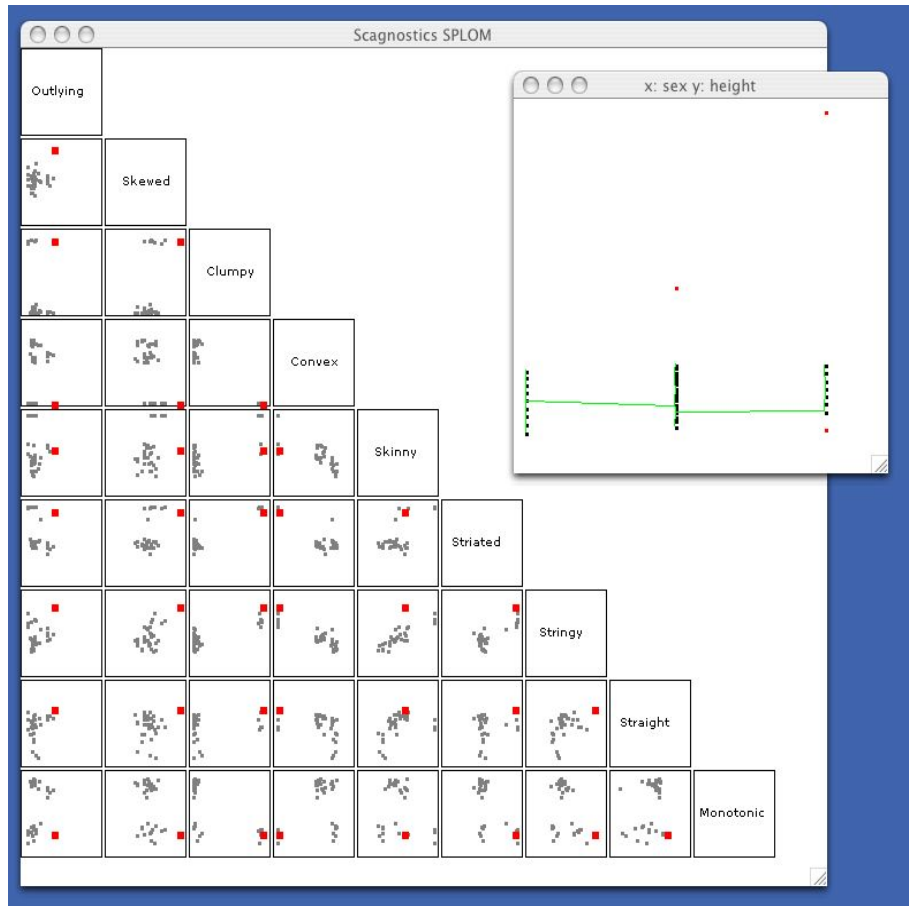 Scagnostics SPLOM
x: sex y: height
Outlying
Skewed
Clumpy
Convex
Skinny
Striated
Stringy
Straight
Monotonic